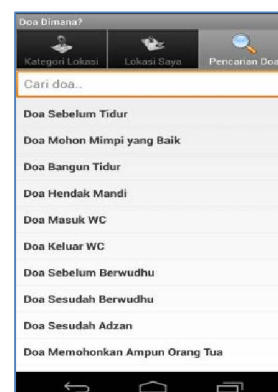 Doa Dimana?
Kategori Lokasi
Lokasi Saya
Pencarian Doa
Cari doa..
Doa Sebelum Tidur
Doa Mohon Mimpi yang Baik
Doa Bangun Tidur
Doa Hendak Mandi
Doa Masuk WC
Doa Keluar WC
Doa Sebelum Berwudhu
Doa Sesudah Berwudhu
Doa Sesudah Adzan
Doa Memohonkan Ampun Orang Tua